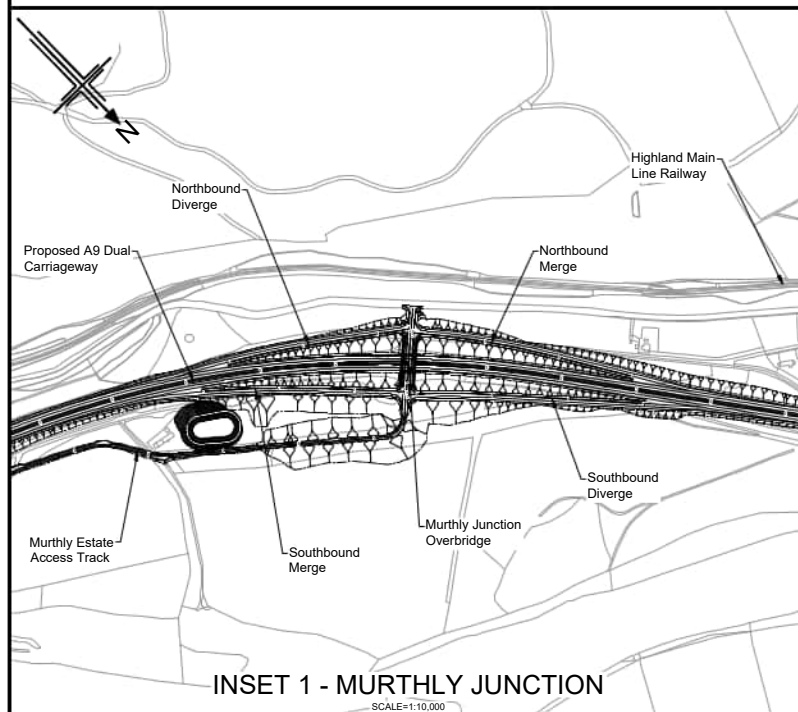 N
Highland Main
Line Railway
Northbound
Diverge
Proposed A9 Dual
Carriageway
Northbound
Merge
Southbound
Diverge
Murthly Junction
Overbridge
Murthly Estate
Access Track
Southbound
Merge
INSET 1 - MURTHLY JUNCTION
SCALE=1:10,000